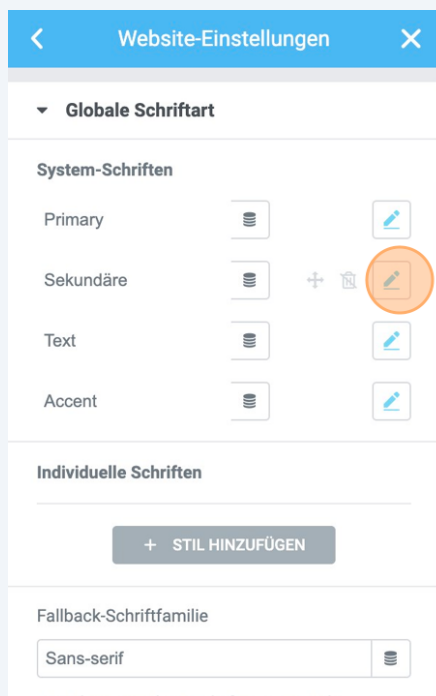 Website-Einstellungen
Globale Schriftart
System-Schriften
Primary
Sekundäre
Text
Accent
Individuelle Schriften
+ STIL HINZUFÜGEN
Fallback-Schriftfamilie
Sans-serif